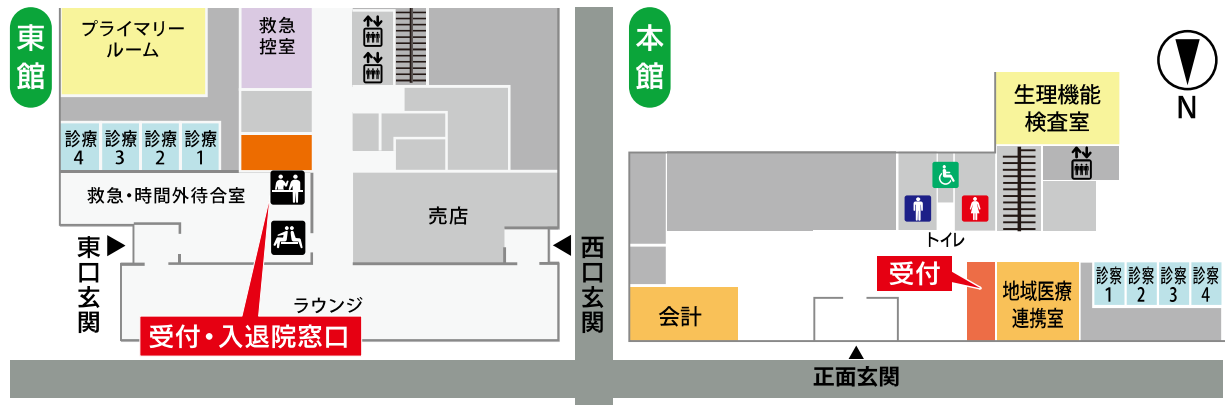 東館
プライマリー
ルーム
救急
控室
診療
4
診療
3
診療
2
診療
1
救急・時間外待合室
売店
東口玄関
西口玄関
ラウンジ
受付・入退院窓口
本館
N
生理機能
検査室
トイレ
受付
会計
地域医療
連携室
診察
1
診察
2
診察
3
診察
4
正面玄関